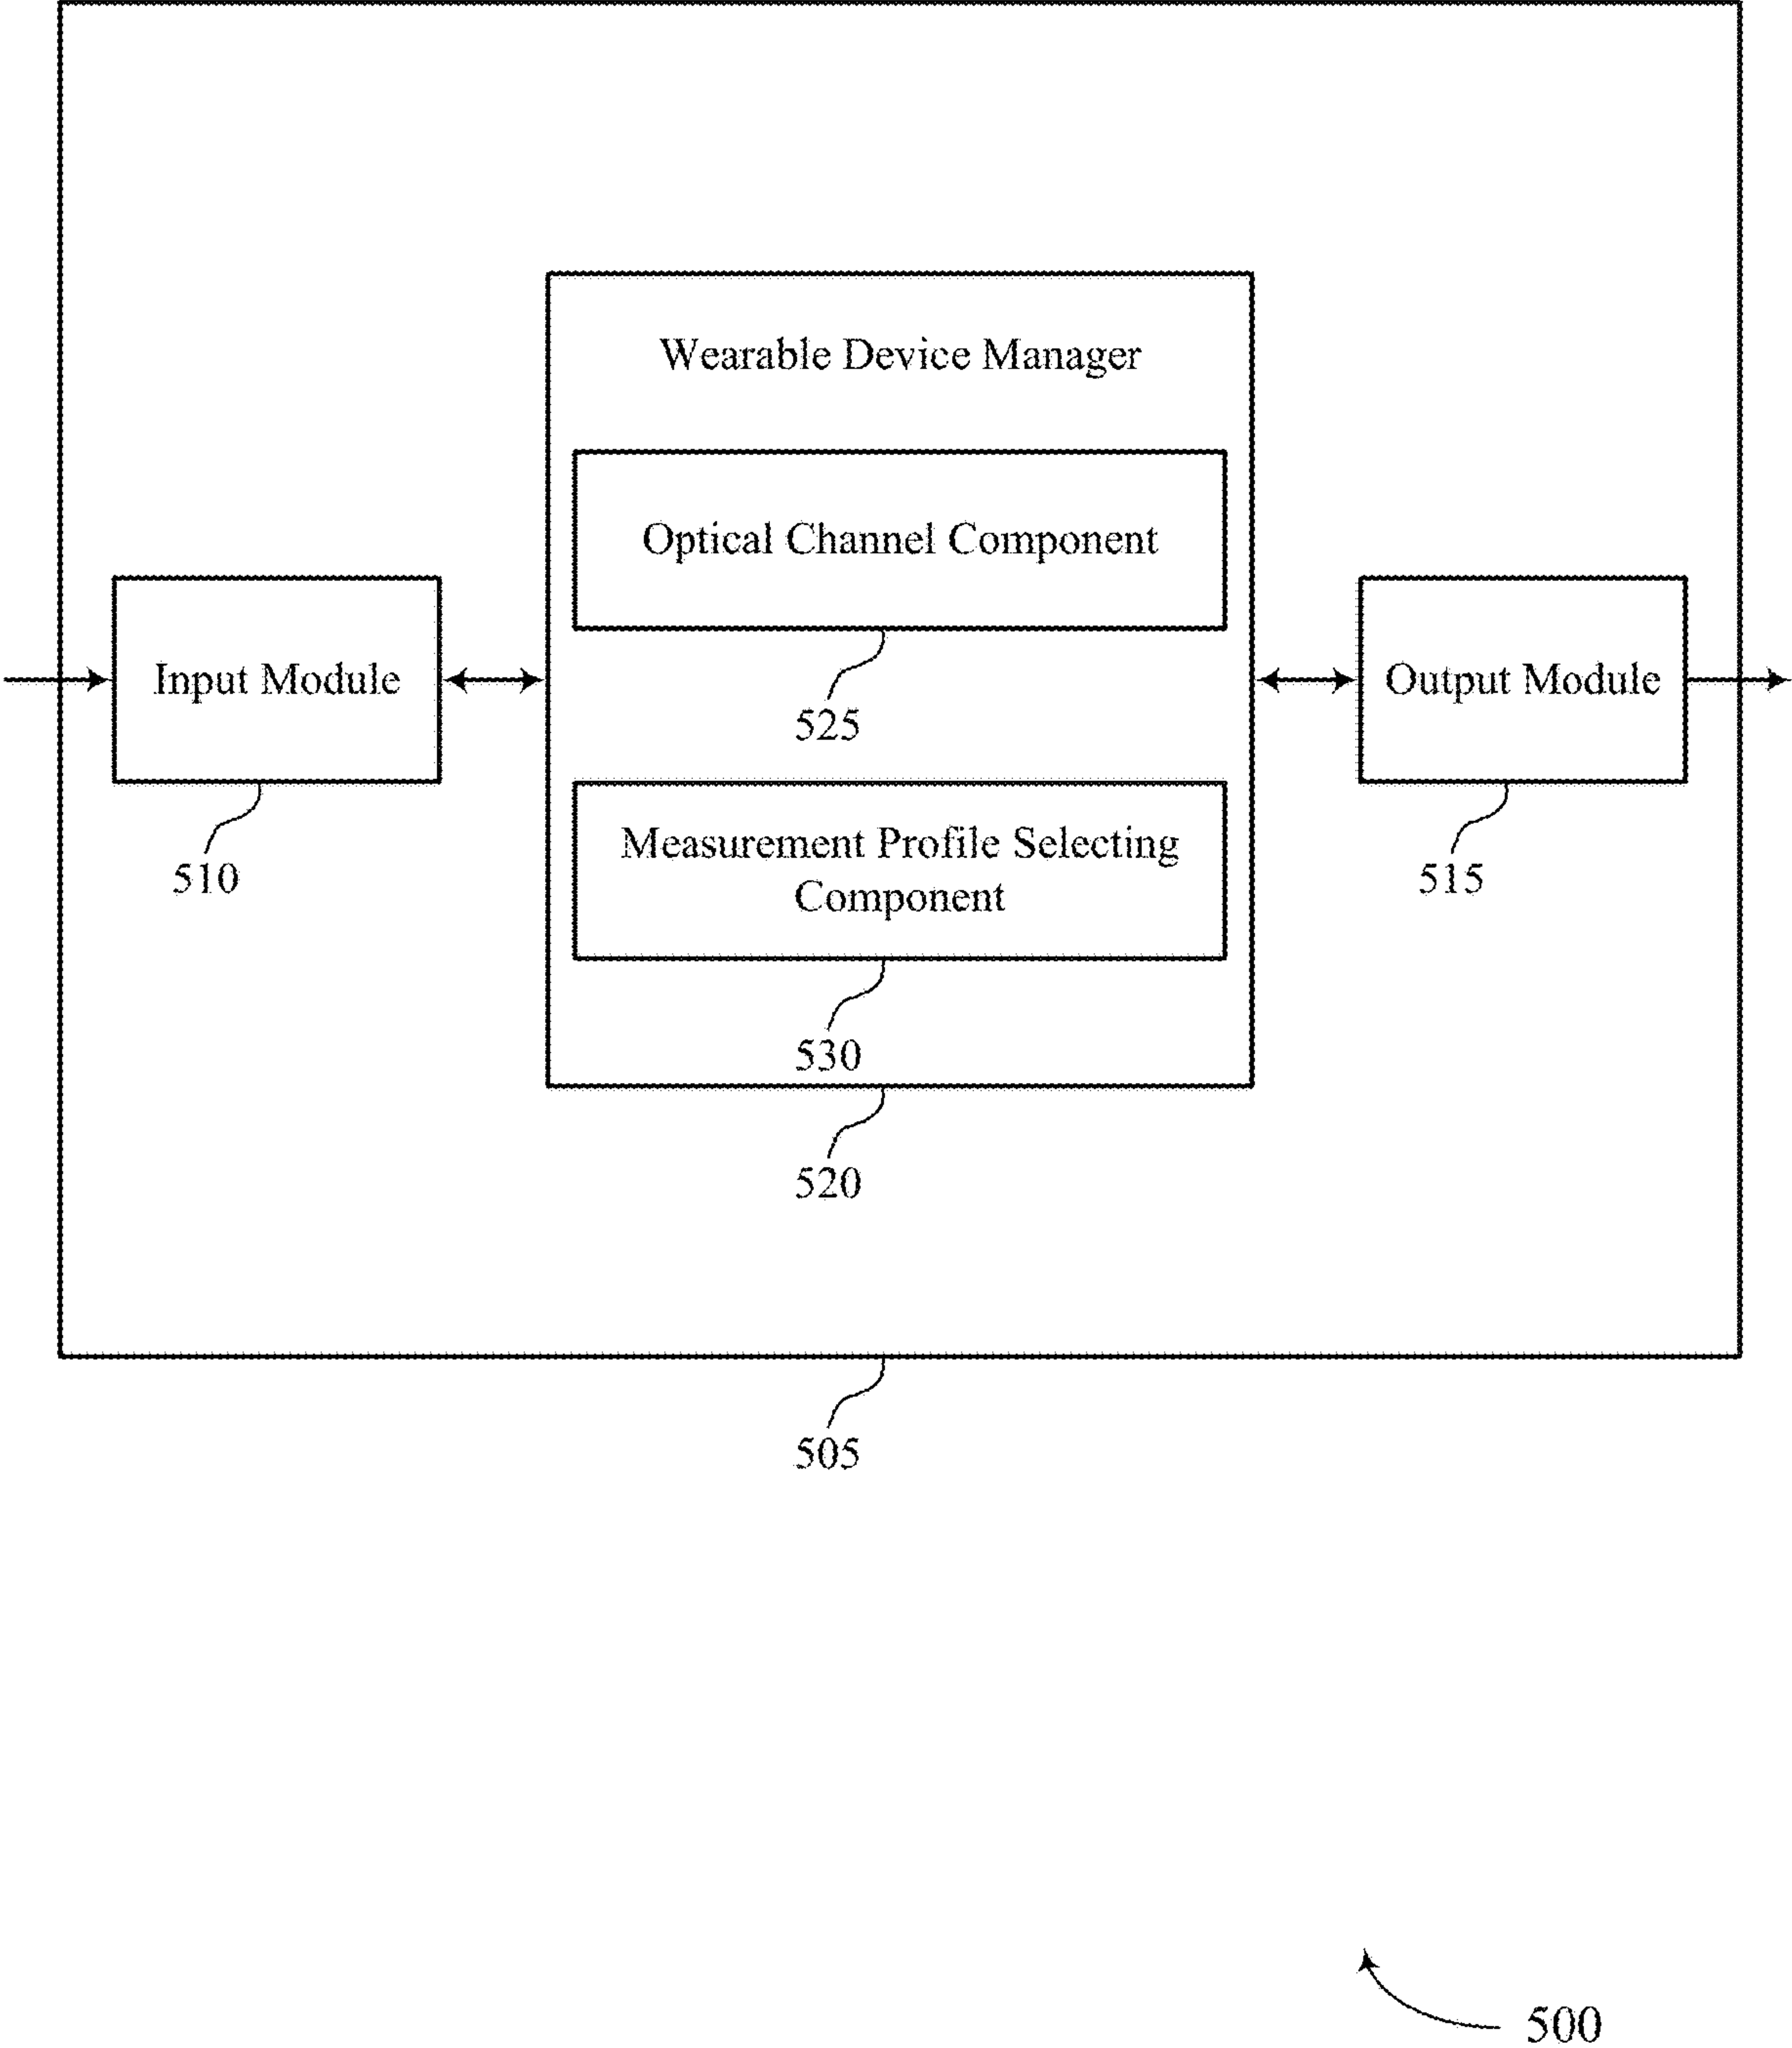 Wearable Device Manager
Optical Channel Component
525
Input Module
510
Output Module
515
Measurement Profile Selecting
Component
530
520
505
500